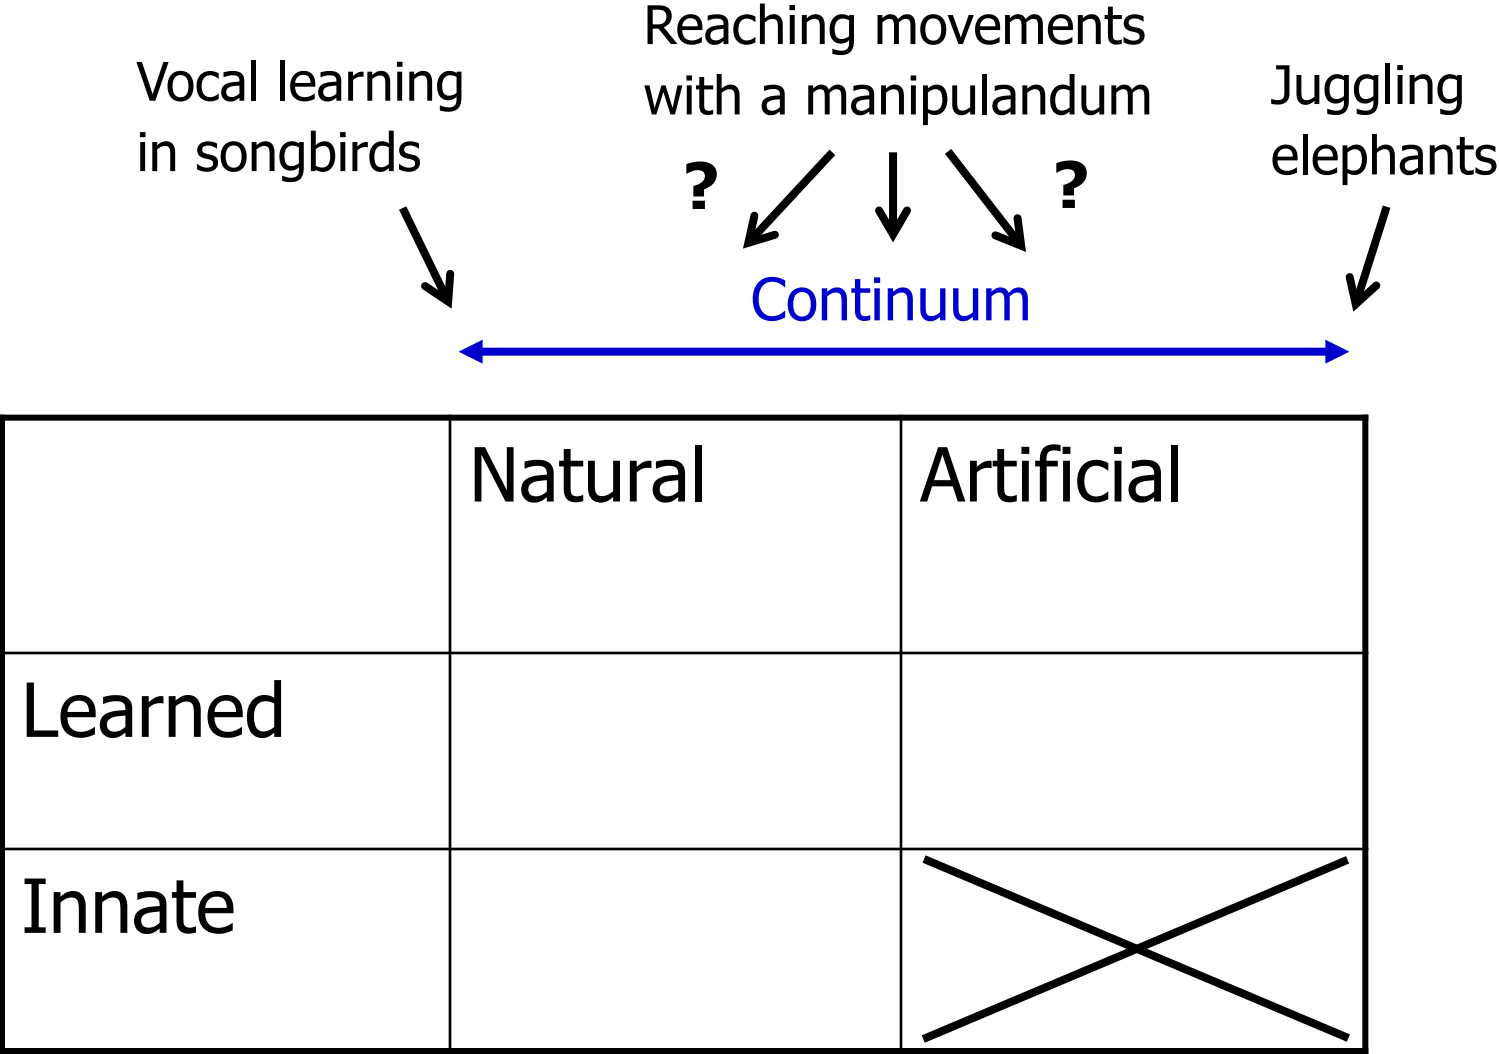 Reaching movements
with a manipulandum
Vocal learning
in songbirds
Juggling
elephants
? ?
Continuum
Natural Artificial
Learned
Innate